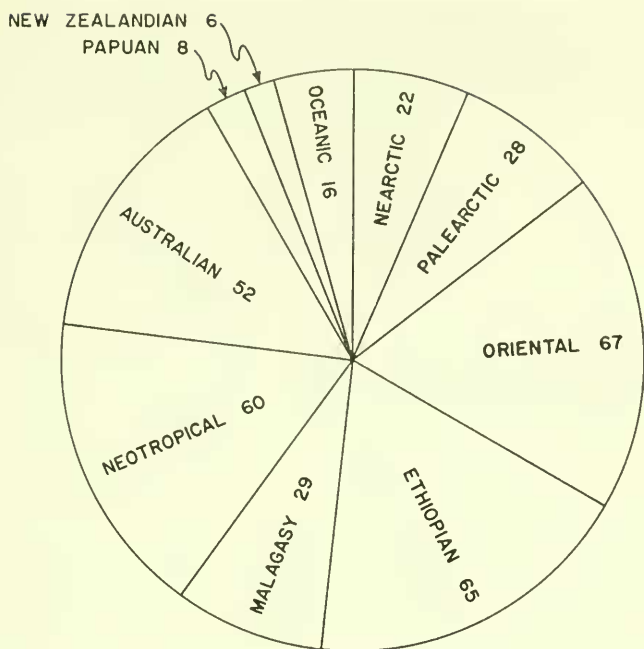 NEW ZEALANDIAN 6
PAPUAN 8
OCEANIC 16
NEARCTIC 22
PALEARCTIC 28
ORIENTAL 67
ETHIOPIAN 65
MALAGASY 29
NEOTROPICAL 60
AUSTRALIAN 52